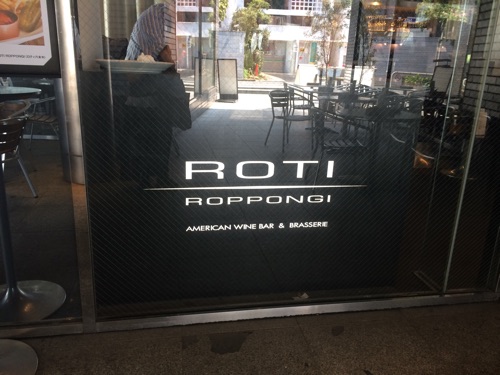 ROTI
ROPPONGI
AMERICAN WINE BAR & BRASSERIE